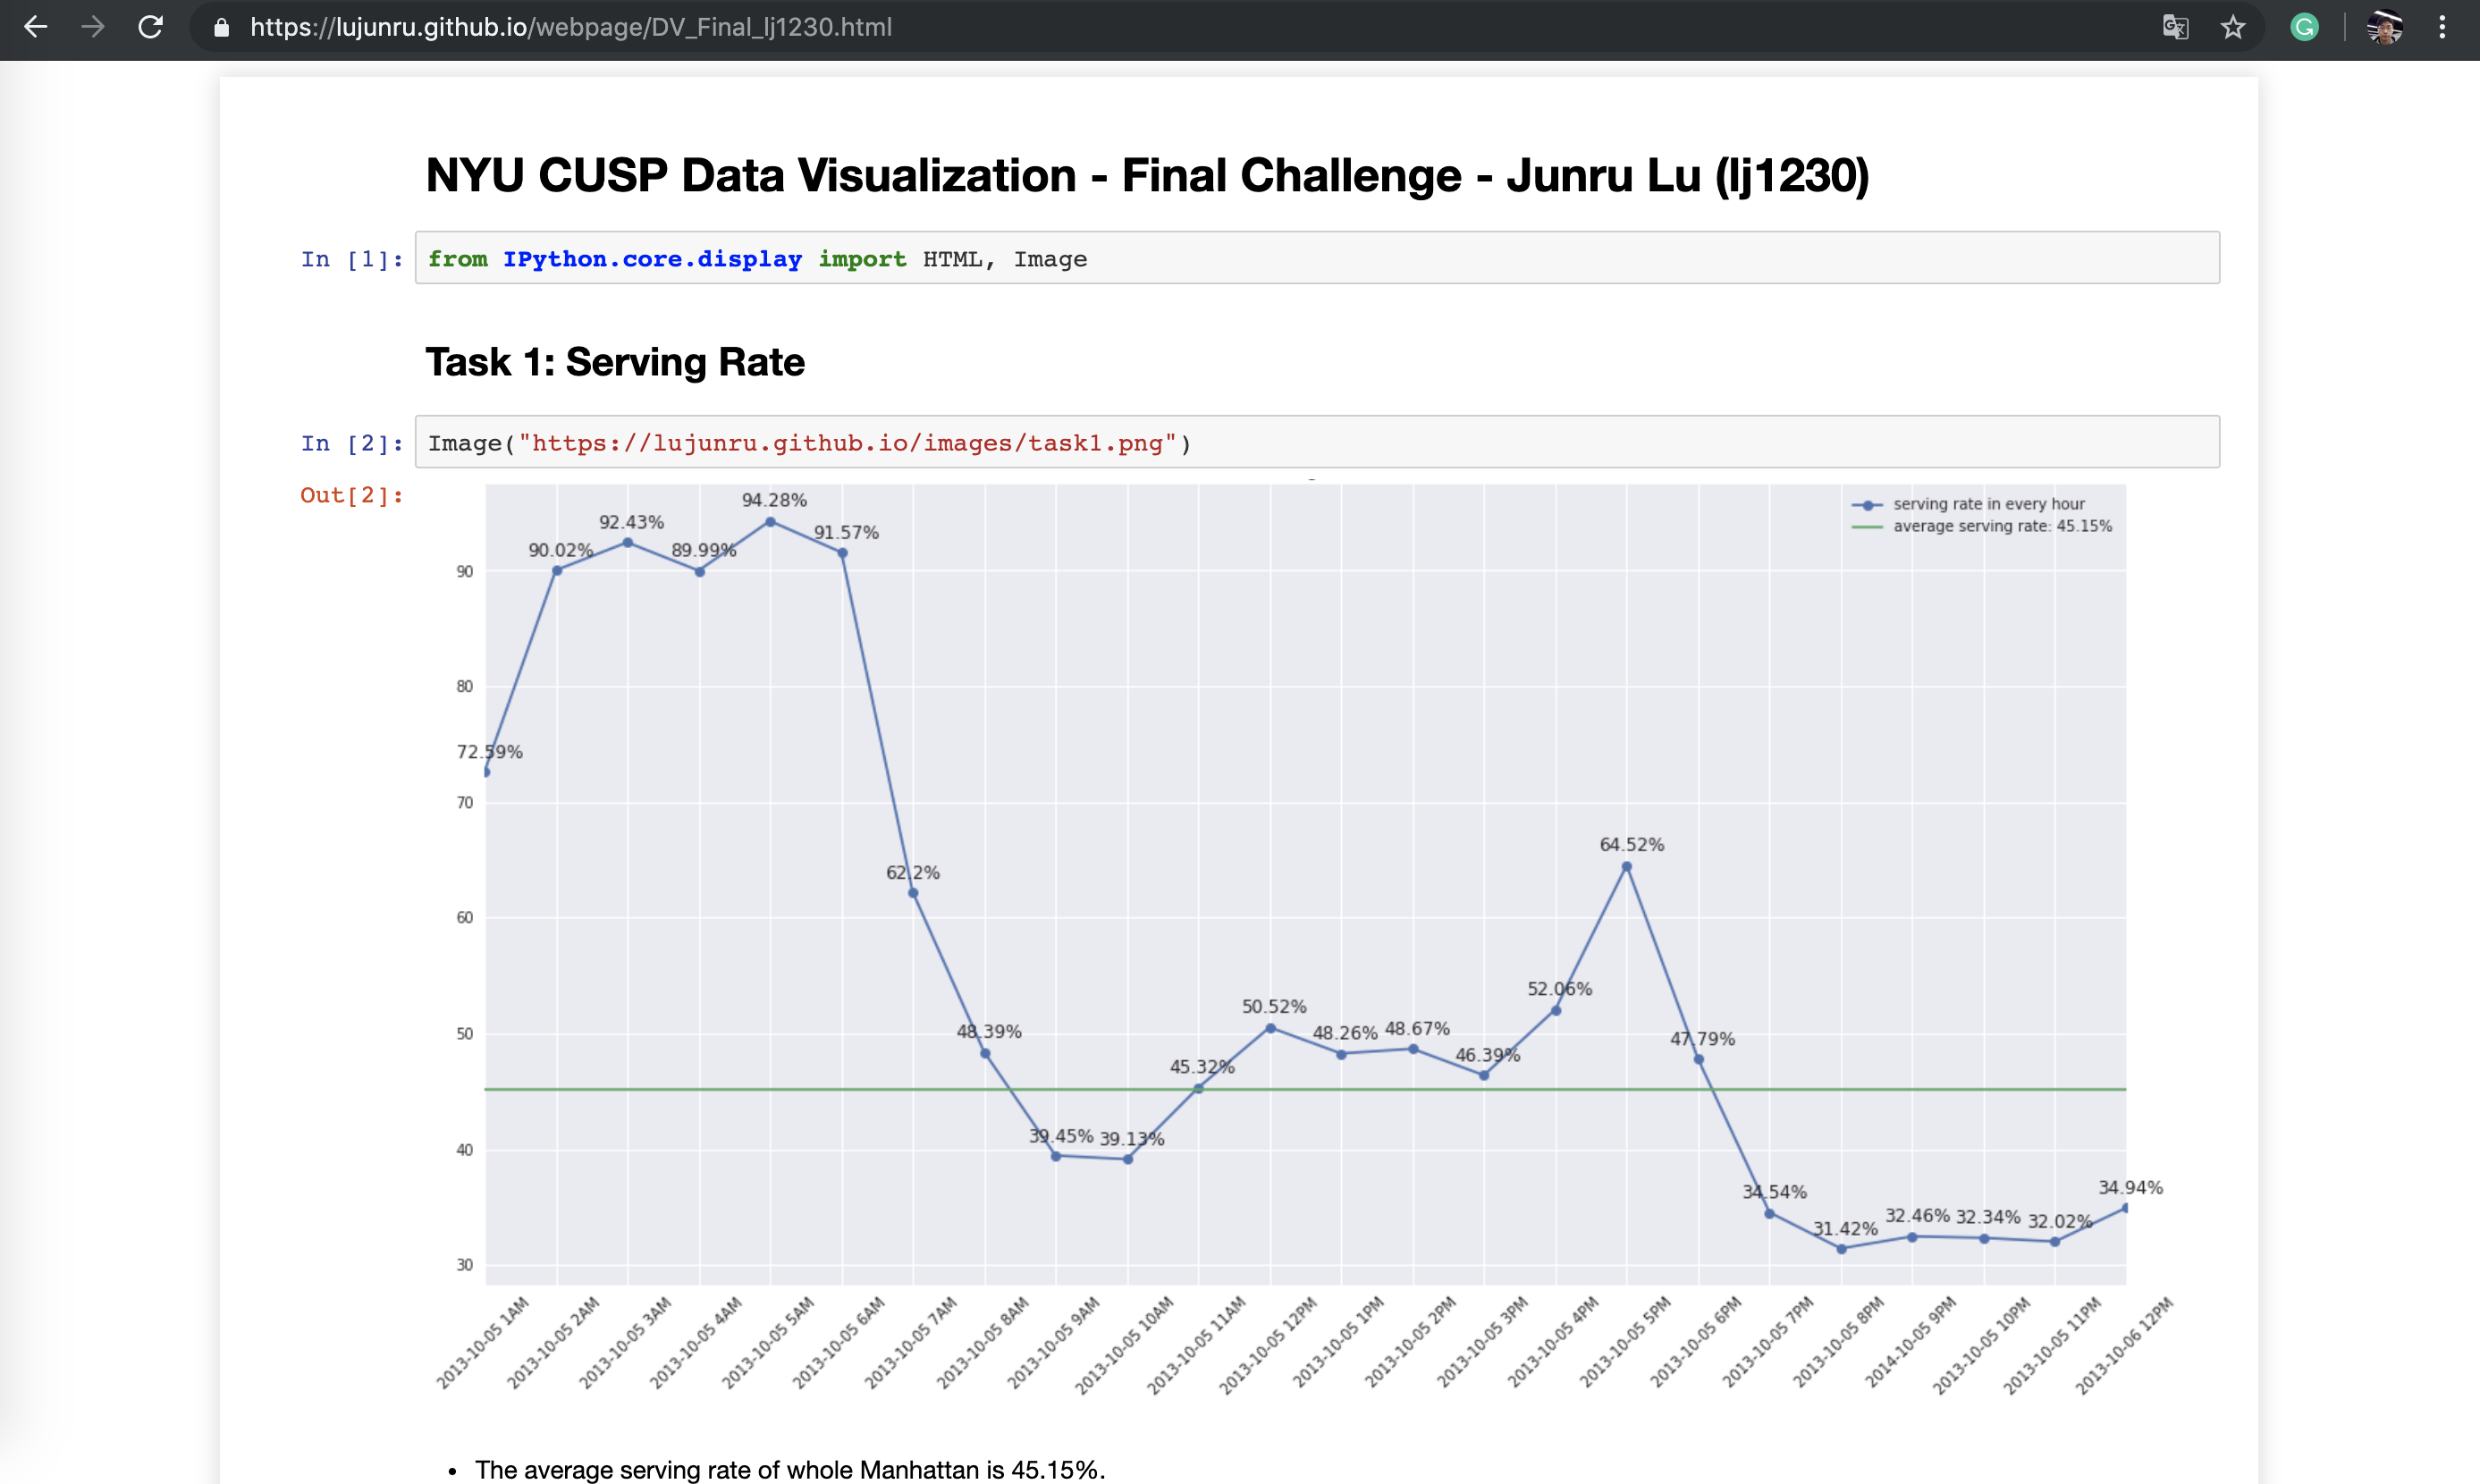 https://lujunru.github.io/webpage/DV_Final_lj1230.html
NYU CUSP Data Visualization - Final Challenge - Junru Lu (lj1230)
In [1]: from IPython.core.display import HTML, Image
Task 1: Serving Rate
In [2]: Image("https://lujunru.github.io/images/task1.png")
Out[2]:
serving rate in every hour
average serving rate: 45.15%
94.28%
92.43%
91.57%
90.02%
89.99%
90
80
72.59%
70
62.2%
64.52%
60
50.52%
52.06%
48.39%
48.26%
48.67%
47.79%
50
46.39%
45.32%
39.45%
39.13%
40
34.54%
34.94%
31.42%
32.46%
32.34%
32.02%
30
2013-10-05 1AM
2013-10-05 2AM
2013-10-05 3AM
2013-10-05 4AM
2013-10-05 5AM
2013-10-05 6AM
2013-10-05 7AM
2013-10-05 8AM
2013-10-05 9AM
2013-10-05 10AM
2013-10-05 11AM
2013-10-05 12PM
2013-10-05 1PM
2013-10-05 2PM
2013-10-05 3PM
2013-10-05 4PM
2013-10-05 5PM
2013-10-05 6PM
2013-10-05 7PM
2013-10-05 8PM
2014-10-05 9PM
2013-10-05 10PM
2013-10-05 11PM
2013-10-06 12PM
• The average serving rate of whole Manhattan is 45.15%.